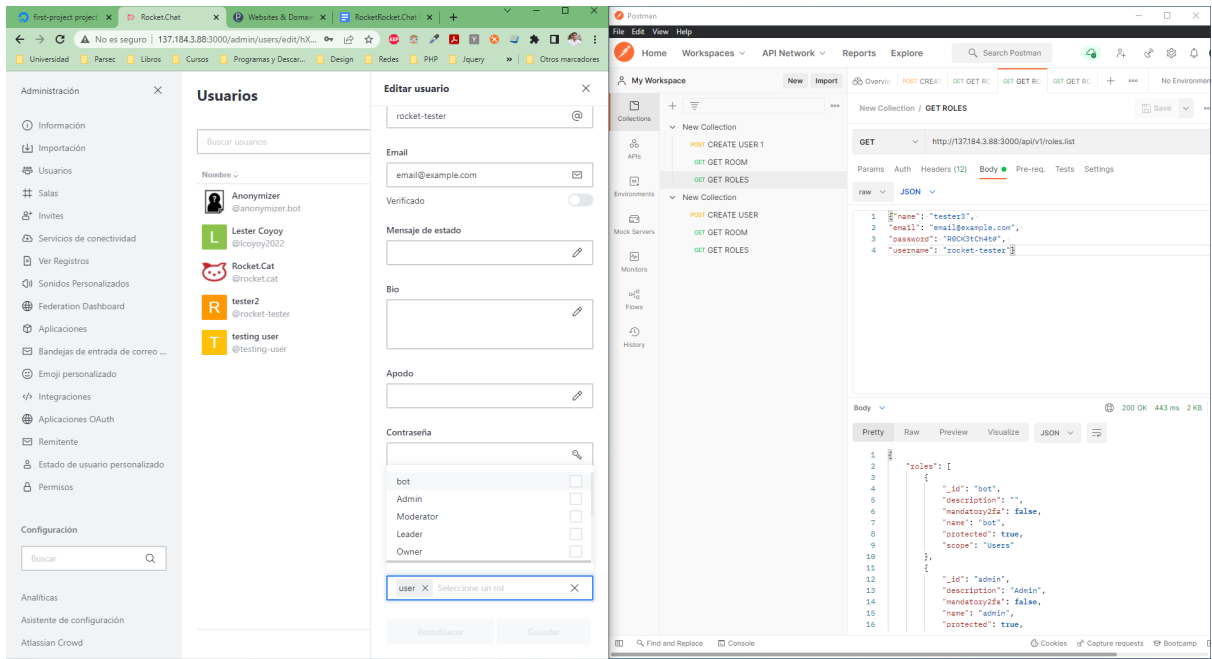 first-project project
Rocket.Chat
Websites & Domain
RocketRocket.Chat
No es seguro | 137.184.3.88:3000/admin/users/edit/hX...
Universidad
Parsec
Libros
Cursos
Programas y Descar...
Design
Redes
PHP
Jquery
»
Otros marcadores
Administración
Información
Importación
Usuarios
Salas
Invites
Servicios de conectividad
Ver Registros
Sonidos Personalizados
Federation Dashboard
Aplicaciones
Bandejas de entrada de correo ...
Emoji personalizado
Integraciones
Aplicaciones OAuth
Remitente
Estado de usuario personalizado
Permisos
Configuración
Buscar
Analíticas
Asistente de configuración
Atlassian Crowd
Usuarios
Buscar usuarios
Nombre
Anonymizer
@anonymizer.bot
L
Lester Coyoy
@lcoyoy2022
Rocket.Cat
@rocket.cat
R
tester2
@rocket-tester
T
testing user
@testing-user
Editar usuario
rocket-tester
Email
email@example.com
Verificado
Mensaje de estado
Bio
Apodo
Contraseña
bot
Admin
Moderator
Leader
Owner
user
Seleccione un rol
Restablecer
Guardar
Postman
File Edit View Help
Home
Workspaces
API Network
Reports
Explore
Search Postman
My Workspace
New
Import
Overvie
POST CREAT
GET GET RO
GET GET RO
GET GET RO
No Environmen
Collections
APIs
Environments
Mock Servers
Monitors
Flows
History
New Collection
POST CREATE USER 1
GET GET ROOM
GET GET ROLES
New Collection
POST CREATE USER
GET GET ROOM
GET GET ROLES
New Collection / GET ROLES
Save
GET
http://137.184.3.88:3000/api/v1/roles.list
Params
Auth
Headers (12)
Body
Pre-req.
Tests
Settings
raw
JSON
1 {"name": "tester3",
2 "email": "email@example.com",
3 "password": "R0CK3tCh4t#",
4 "username": "rocket-tester"}
Body
200 OK 443 ms 2 KB
Pretty
Raw
Preview
Visualize
JSON
1 {
2 "roles": [
3 {
4 "_id": "bot",
5 "description": "",
6 "mandatory2fa": false,
7 "name": "bot",
8 "protected": true,
9 "scope": "Users"
10 },
11 {
12 "_id": "admin",
13 "description": "Admin",
14 "mandatory2fa": false,
15 "name": "admin",
16 "protected": true,
Find and Replace
Console
Cookies
Capture requests
Bootcamp